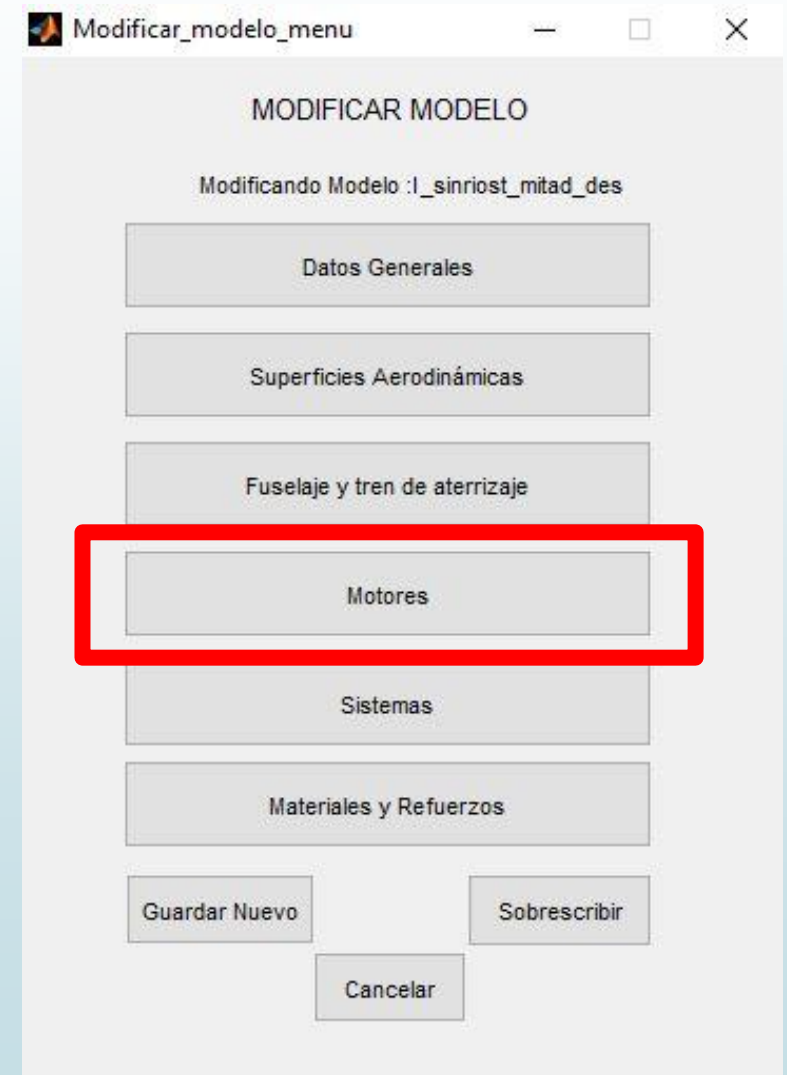 Modificar_modelo_menu
MODIFICAR MODELO
Modificando Modelo :I_sinriost_mitad_des
Datos Generales
Superficies Aerodinámicas
Fuselaje y tren de aterrizaje
Motores
Sistemas
Materiales y Refuerzos
Guardar Nuevo
Sobrescribir
Cancelar